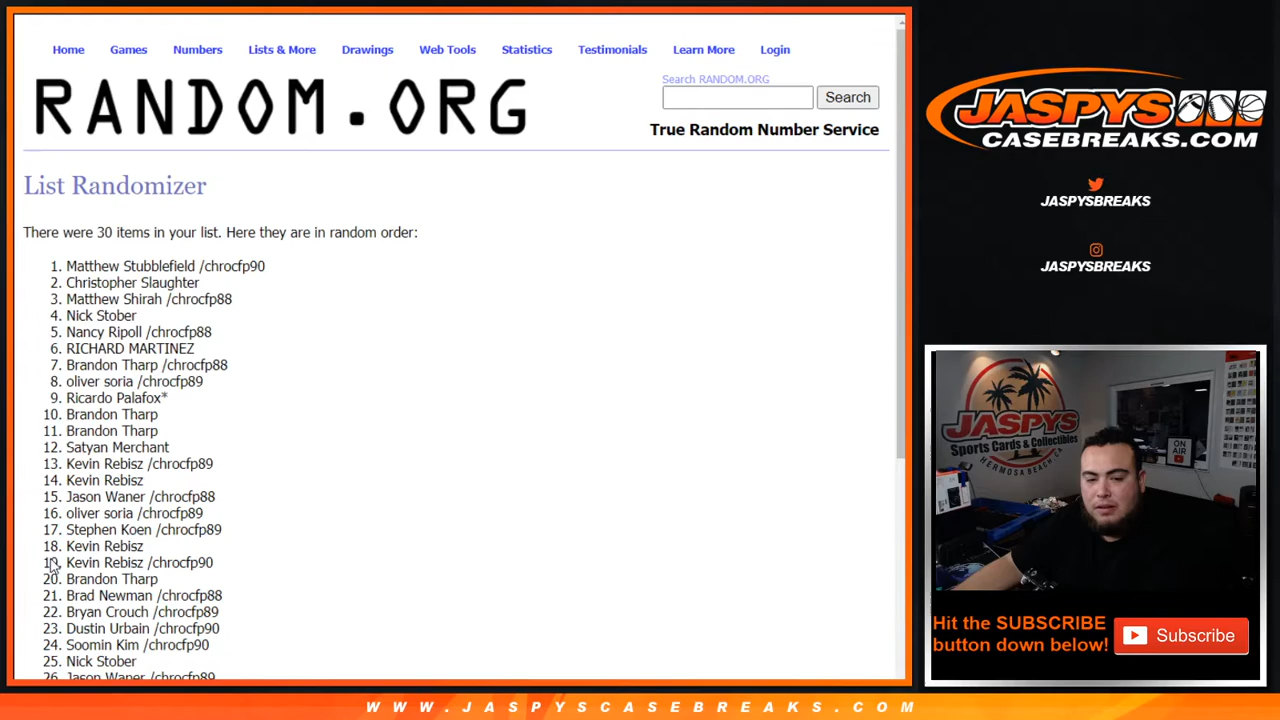 Home Games Numbers Lists & More Drawings Web Tools Statistics Testimonials Learn More Login
RANDOM.ORG
Search RANDOM.ORG
Search
True Random Number Service
List Randomizer
There were 30 items in your list. Here they are in random order:
1. Matthew Stubblefield /chrocfp90
2. Christopher Slaughter
3. Matthew Shirah /chrocfp88
4. Nick Stober
5. Nancy Ripoll /chrocfp88
6. RICHARD MARTINEZ
7. Brandon Tharp /chrocfp88
8. oliver soria /chrocfp89
9. Ricardo Palafox*
10. Brandon Tharp
11. Brandon Tharp
12. Satyan Merchant
13. Kevin Rebisz /chrocfp89
14. Kevin Rebisz
15. Jason Waner /chrocfp88
16. oliver soria /chrocfp89
17. Stephen Koen /chrocfp89
18. Kevin Rebisz
19. Kevin Rebisz /chrocfp90
20. Brandon Tharp
21. Brad Newman /chrocfp88
22. Bryan Crouch /chrocfp89
23. Dustin Urbain /chrocfp90
24. Soomin Kim /chrocfp90
25. Nick Stober
26. Jason Waner /chrocfp89
JASPYS
CASEBREAKS.COM
JASPYSBREAKS
JASPYSBREAKS
JASPYS
Sports Cards & Collectibles
HERMOSA BEACH CA
ON
AIR
Hit the SUBSCRIBE
button down below!
Subscribe
WWW.JASPYSCASEBREAKS.COM